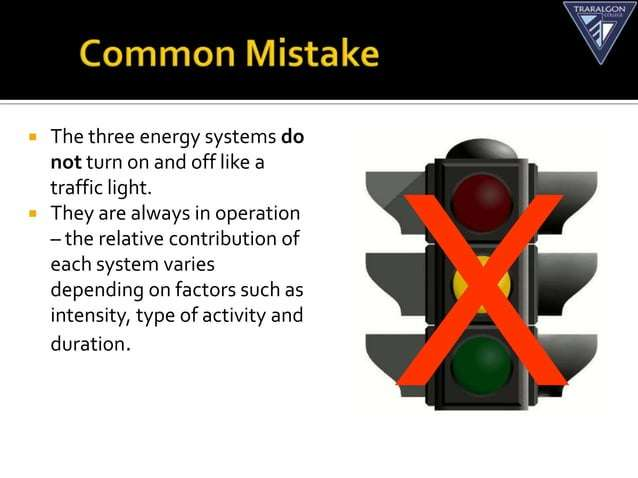 TRARALGON
COLLEGE
Common Mistake
The three energy systems do
not turn on and off like a
traffic light.
They are always in operation
– the relative contribution of
each system varies
depending on factors such as
intensity, type of activity and
duration.
X